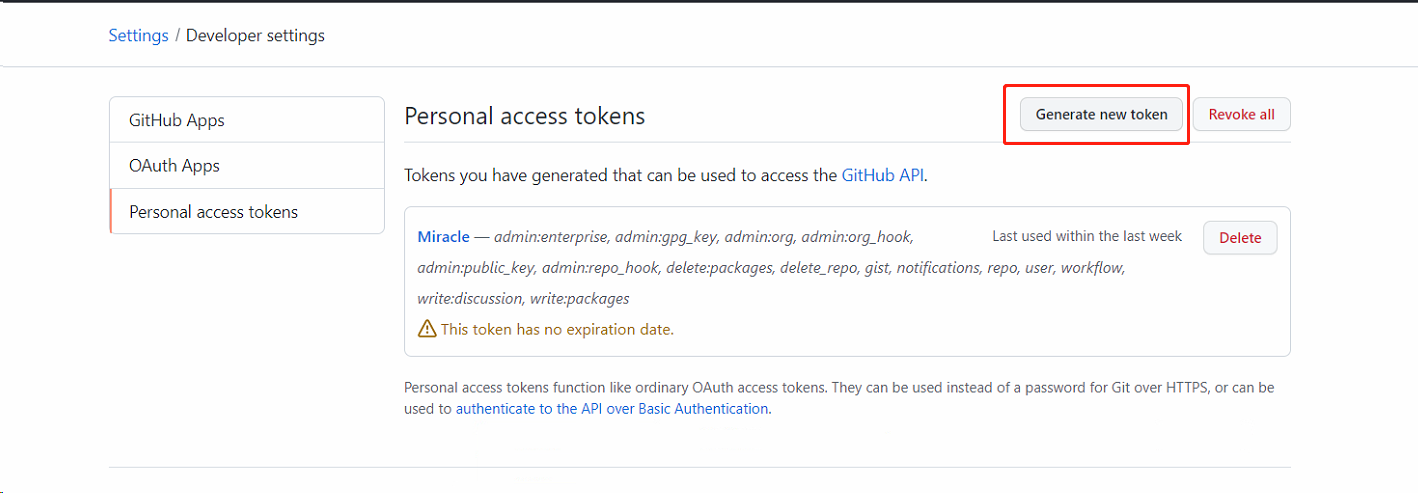 Settings / Developer settings
GitHub Apps
OAuth Apps
Personal access tokens
Personal access tokens
Generate new token
Revoke all
Tokens you have generated that can be used to access the GitHub API.
Miracle — admin:enterprise, admin:gpg_key, admin:org, admin:org_hook,
admin:public_key, admin:repo_hook, delete:packages, delete_repo, gist, notifications, repo, user, workflow,
write:discussion, write:packages
Last used within the last week
Delete
This token has no expiration date.
Personal access tokens function like ordinary OAuth access tokens. They can be used instead of a password for Git over HTTPS, or can be
used to authenticate to the API over Basic Authentication.